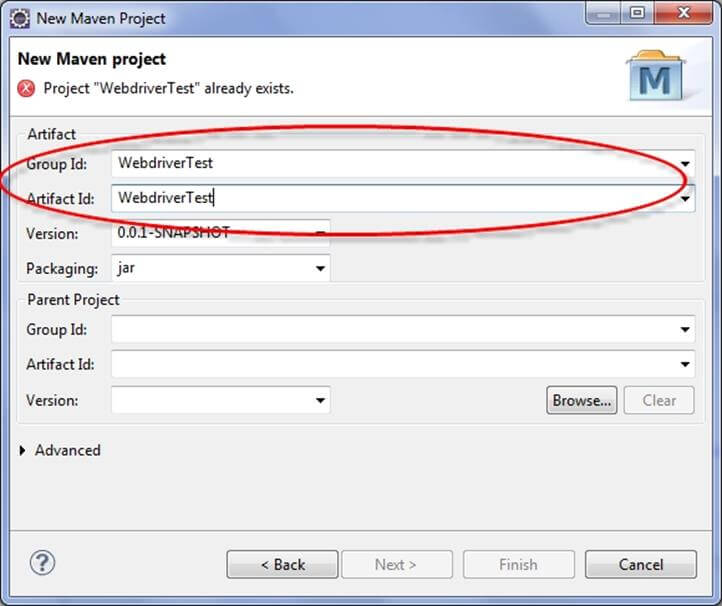 New Maven Project
New Maven project
Project "WebdriverTest" already exists.
M
Artifact
Group Id: WebdriverTest
Artifact Id: WebdriverTest
Version: 0.0.1-SNAPSHOT
Packaging: jar
Parent Project
Group Id:
Artifact Id:
Version: Browse... Clear
Advanced
? < Back Next > Finish Cancel